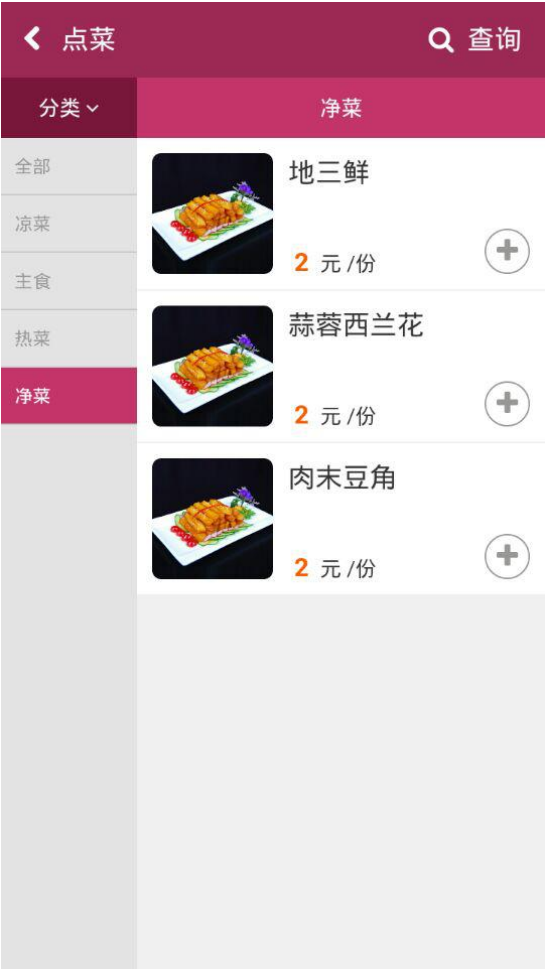 点菜
查询
分类
净菜
全部
凉菜
主食
热菜
净菜
地三鲜
2 元 /份
蒜蓉西兰花
2 元 /份
肉末豆角
2 元 /份